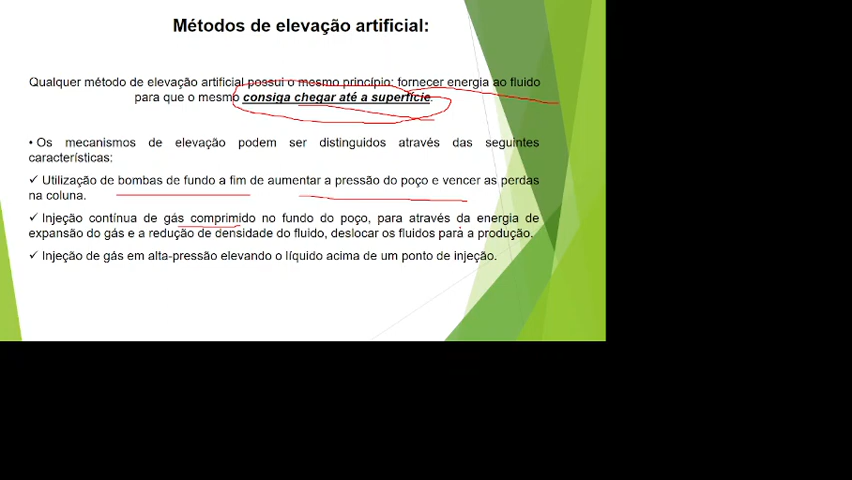 Métodos de elevação artificial:
Qualquer método de elevação artificial possui o mesmo princípio: fornecer energia ao fluido
para que o mesmo consiga chegar até a superfície.
• Os mecanismos de elevação podem ser distinguidos através das seguintes
características:
✓ Utilização de bombas de fundo a fim de aumentar a pressão do poço e vencer as perdas
na coluna.
✓ Injeção contínua de gás comprimido no fundo do poço, para através da energia de
expansão do gás e a redução de densidade do fluido, deslocar os fluidos para a produção.
✓ Injeção de gás em alta-pressão elevando o líquido acima de um ponto de injeção.